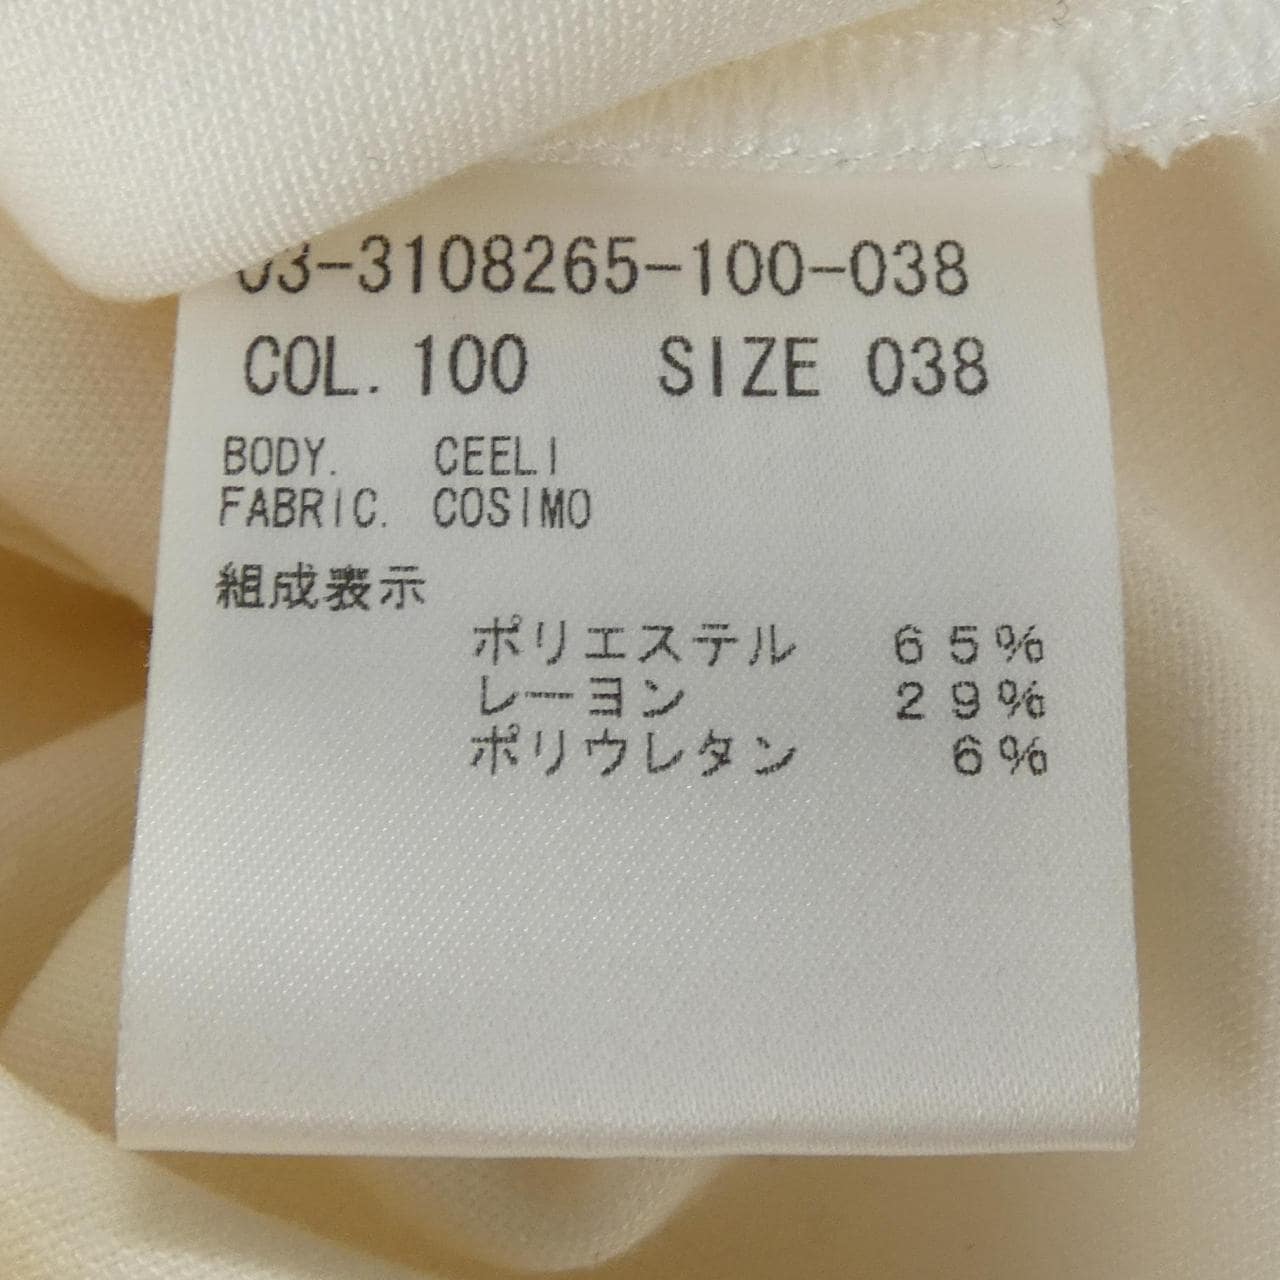 03-3108265-100-038
COL. 100 SIZE 038
BODY. CEELI
FABRIC. COSIMO
組成表示
ポリエステル 65%
レーヨン 29%
ポリウレタン 6%